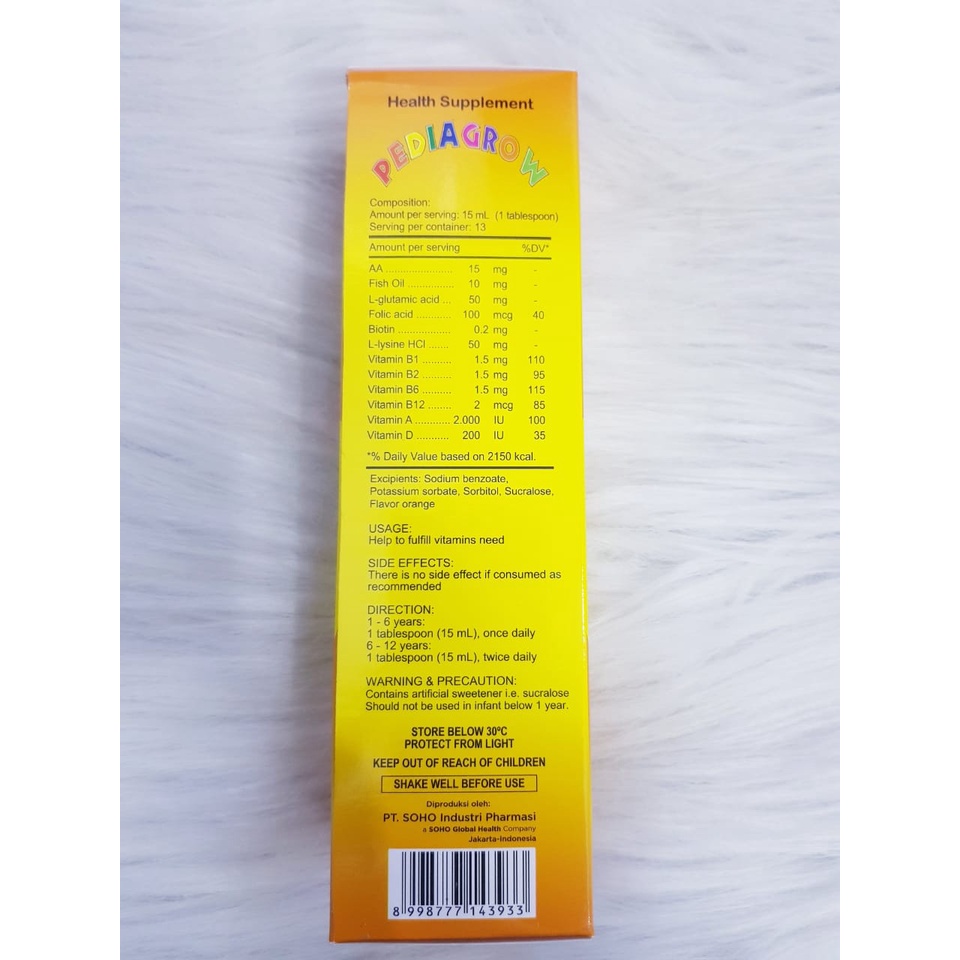 Health Supplement
PEDIAGROW
Composition:
Amount per serving: 15 mL (1 tablespoon)
Serving per container: 13
Amount per serving %DV*
AA ...................... 15 mg -
Fish Oil ............... 10 mg -
L-glutamic acid ... 50 mg -
Folic acid ........... 100 mcg 40
Biotin .................. 0.2 mg -
L-lysine HCl ....... 50 mg -
Vitamin B1 .......... 1.5 mg 110
Vitamin B2 .......... 1.5 mg 95
Vitamin B6 .......... 1.5 mg 115
Vitamin B12 ........ 2 mcg 85
Vitamin A ............ 2.000 IU 100
Vitamin D ........... 200 IU 35
*% Daily Value based on 2150 kcal.
Excipients: Sodium benzoate,
Potassium sorbate, Sorbitol, Sucralose,
Flavor orange
USAGE:
Help to fulfill vitamins need
SIDE EFFECTS:
There is no side effect if consumed as
recommended
DIRECTION:
1 - 6 years:
1 tablespoon (15 mL), once daily
6 - 12 years:
1 tablespoon (15 mL), twice daily
WARNING & PRECAUTION:
Contains artificial sweetener i.e. sucralose
Should not be used in infant below 1 year.
STORE BELOW 30°C
PROTECT FROM LIGHT
KEEP OUT OF REACH OF CHILDREN
SHAKE WELL BEFORE USE
Diproduksi oleh:
PT. SOHO Industri Pharmasi
a SOHO Global Health Company
Jakarta-Indonesia
8 998777 143933